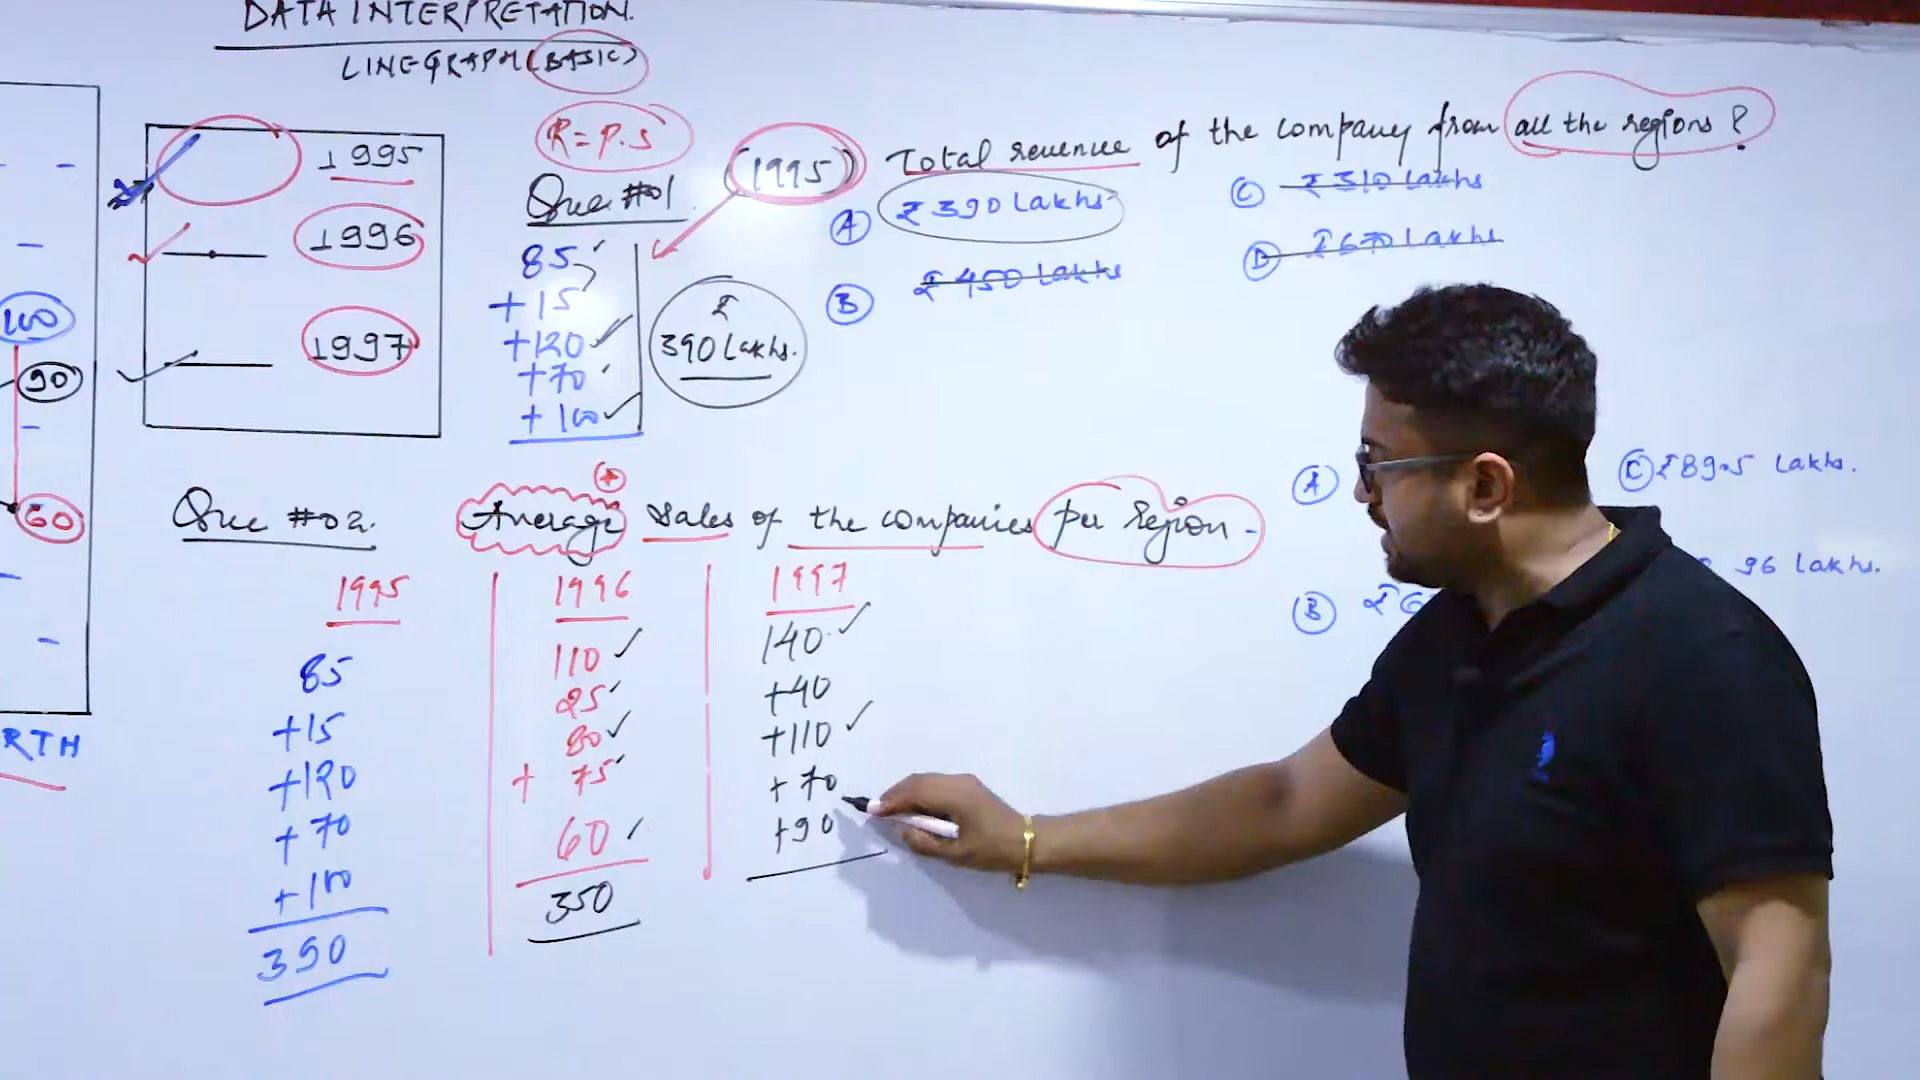 DATA INTERPRETATION.
LINE GRAPH (BASIC)
1995
1996
1997
100
90
60
RTH
R = P.S
Que #01
(1995) Total revenue of the company from all the regions?
A ₹ 390 Lakhs
B ₹ 450 Lakhs
C ₹ 310 Lakhs
D ₹ 670 Lakhs
85
+ 15
+ 120
+ 70
+ 100
₹
390 Lakhs.
Que #02.
Average sales of the companies per region -
A
B ₹ 6
C ₹ 89.5 Lakhs.
96 Lakhs.
1995
85
+15
+120
+ 70
+ 100
390
1996
110
25
80
+ 75
60
350
1997
140
+40
+110
+ 70
+90